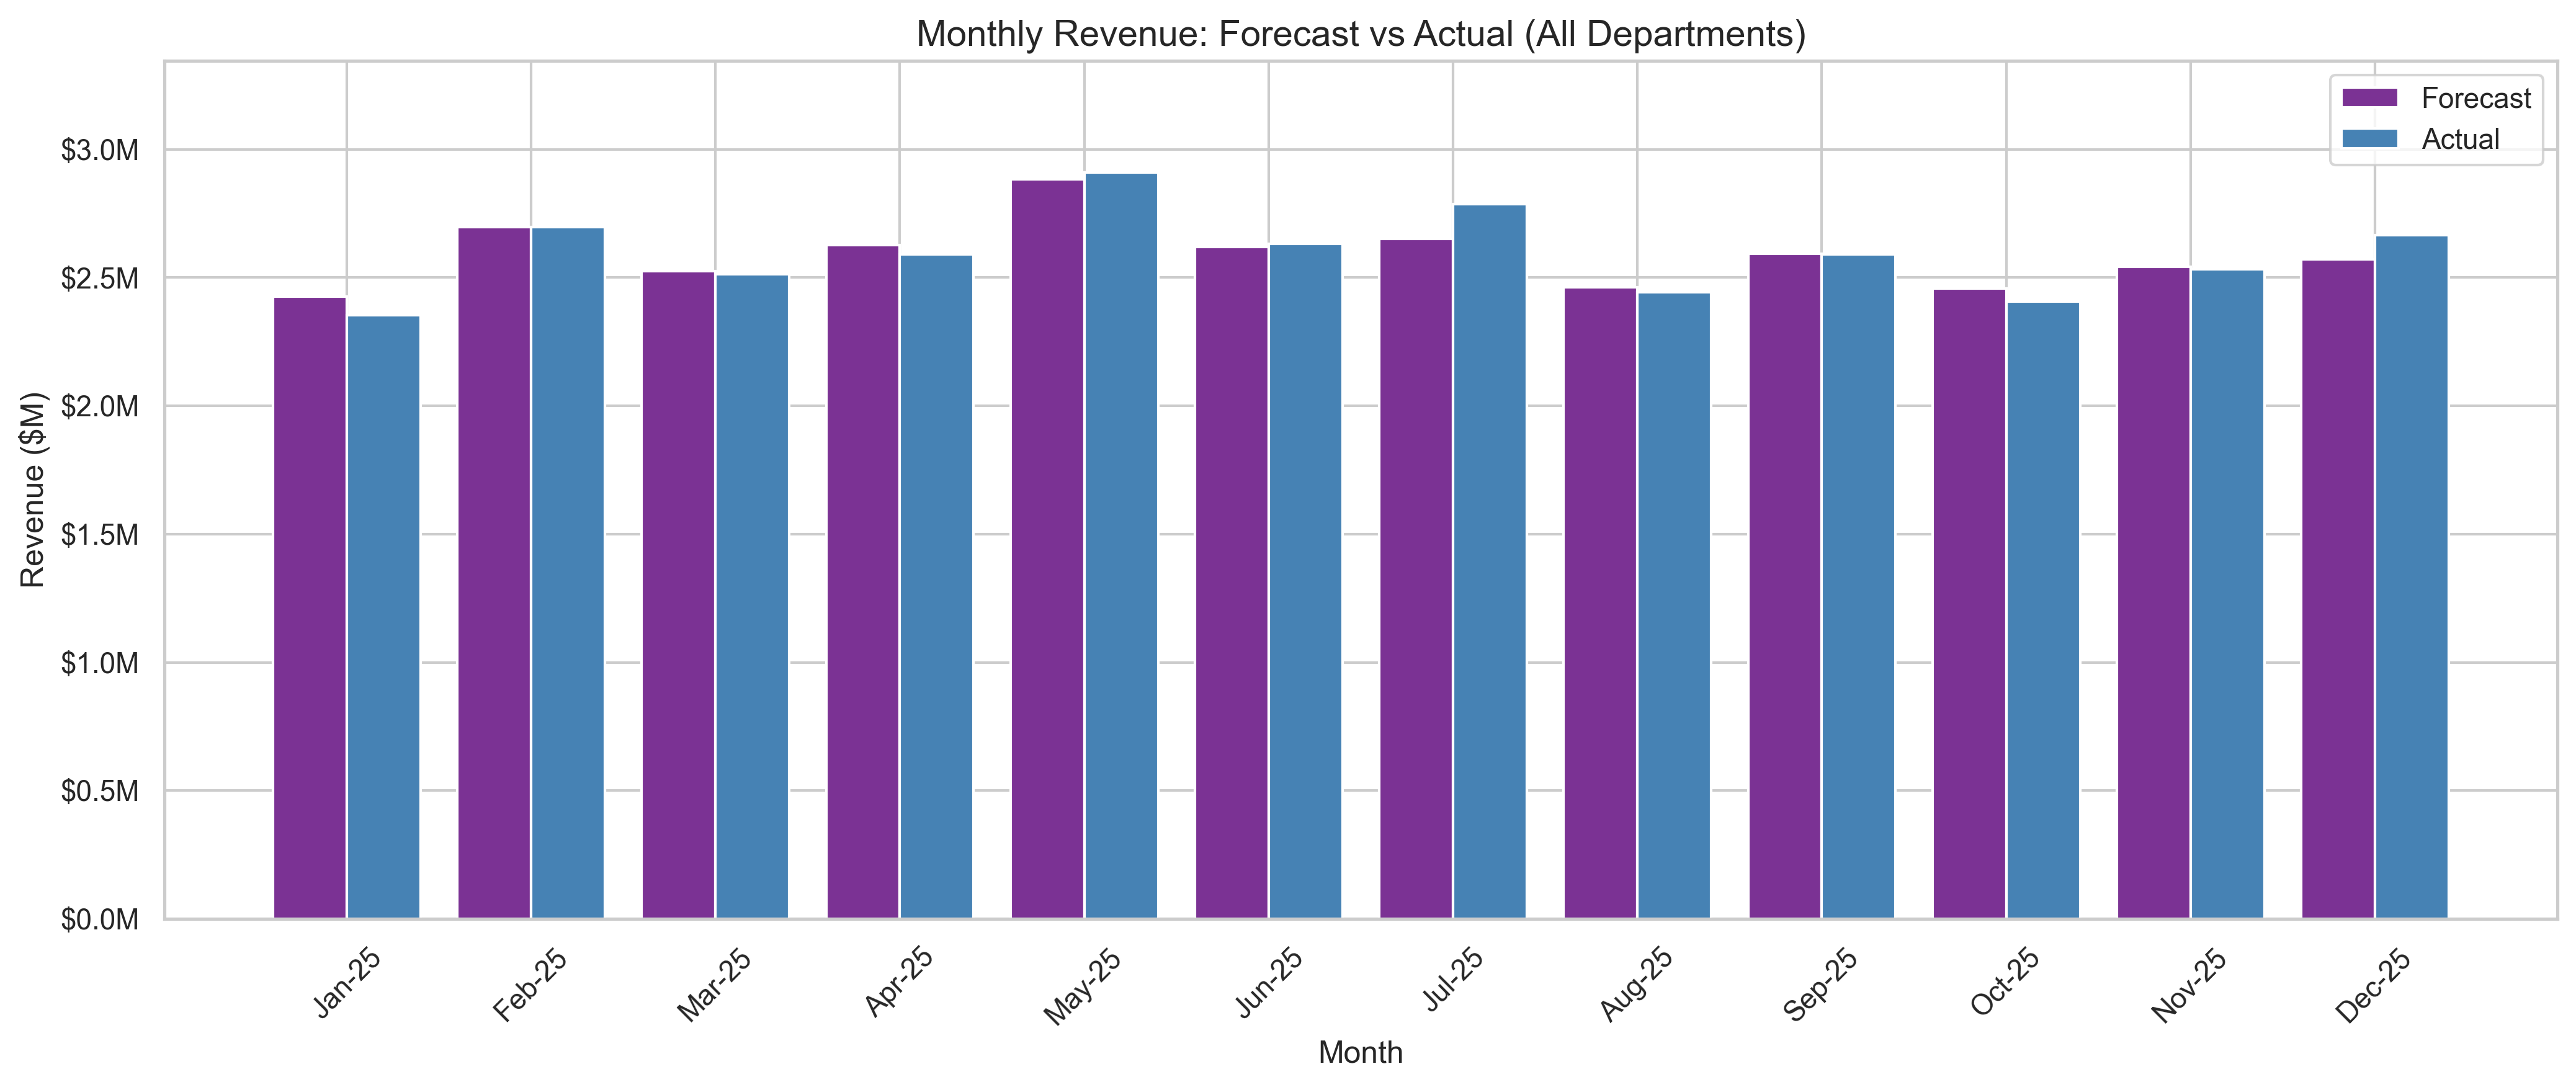 Monthly Revenue: Forecast vs Actual (All Departments)
Forecast
Actual
$3.0M
$2.5M
$2.0M
$1.5M
$1.0M
$0.5M
$0.0M
Revenue ($M)
Jan-25
Feb-25
Mar-25
Apr-25
May-25
Jun-25
Jul-25
Aug-25
Sep-25
Oct-25
Nov-25
Dec-25
Month